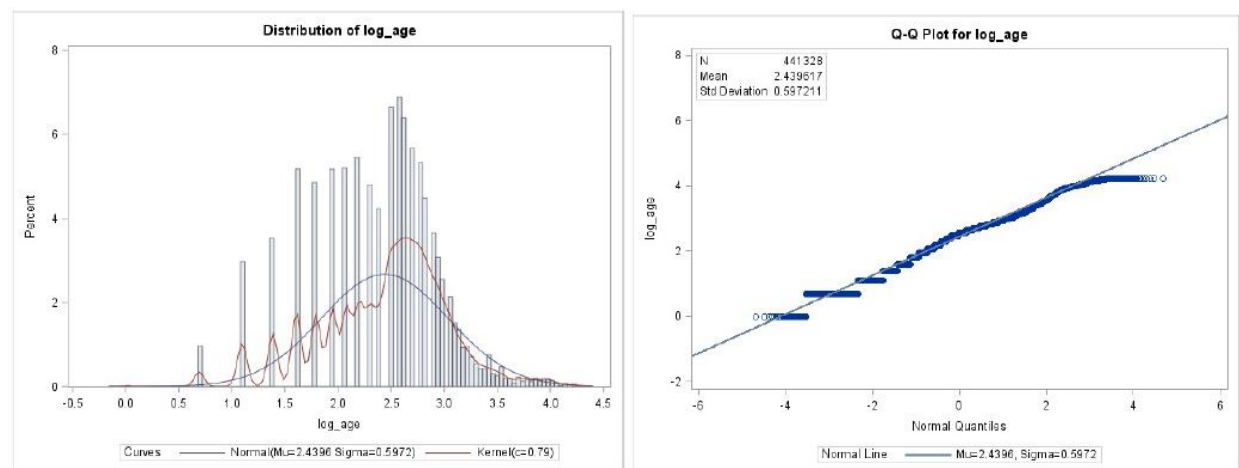 Distribution of log_age
8
6
4
2
0
Percent
-0.5 0.0 0.5 1.0 1.5 2.0 2.5 3.0 3.5 4.0 4.5
log_age
Curves Normal(Mu=2.4396 Sigma=0.5972) Kernel(c=0.79)
Q-Q Plot for log_age
N 441328
Mean 2.439617
Std Deviation 0.597211
8
6
4
2
0
-2
log_age
-6 -4 -2 0 2 4 6
Normal Quantiles
Normal Line Mu=2.4396, Sigma=0.5972